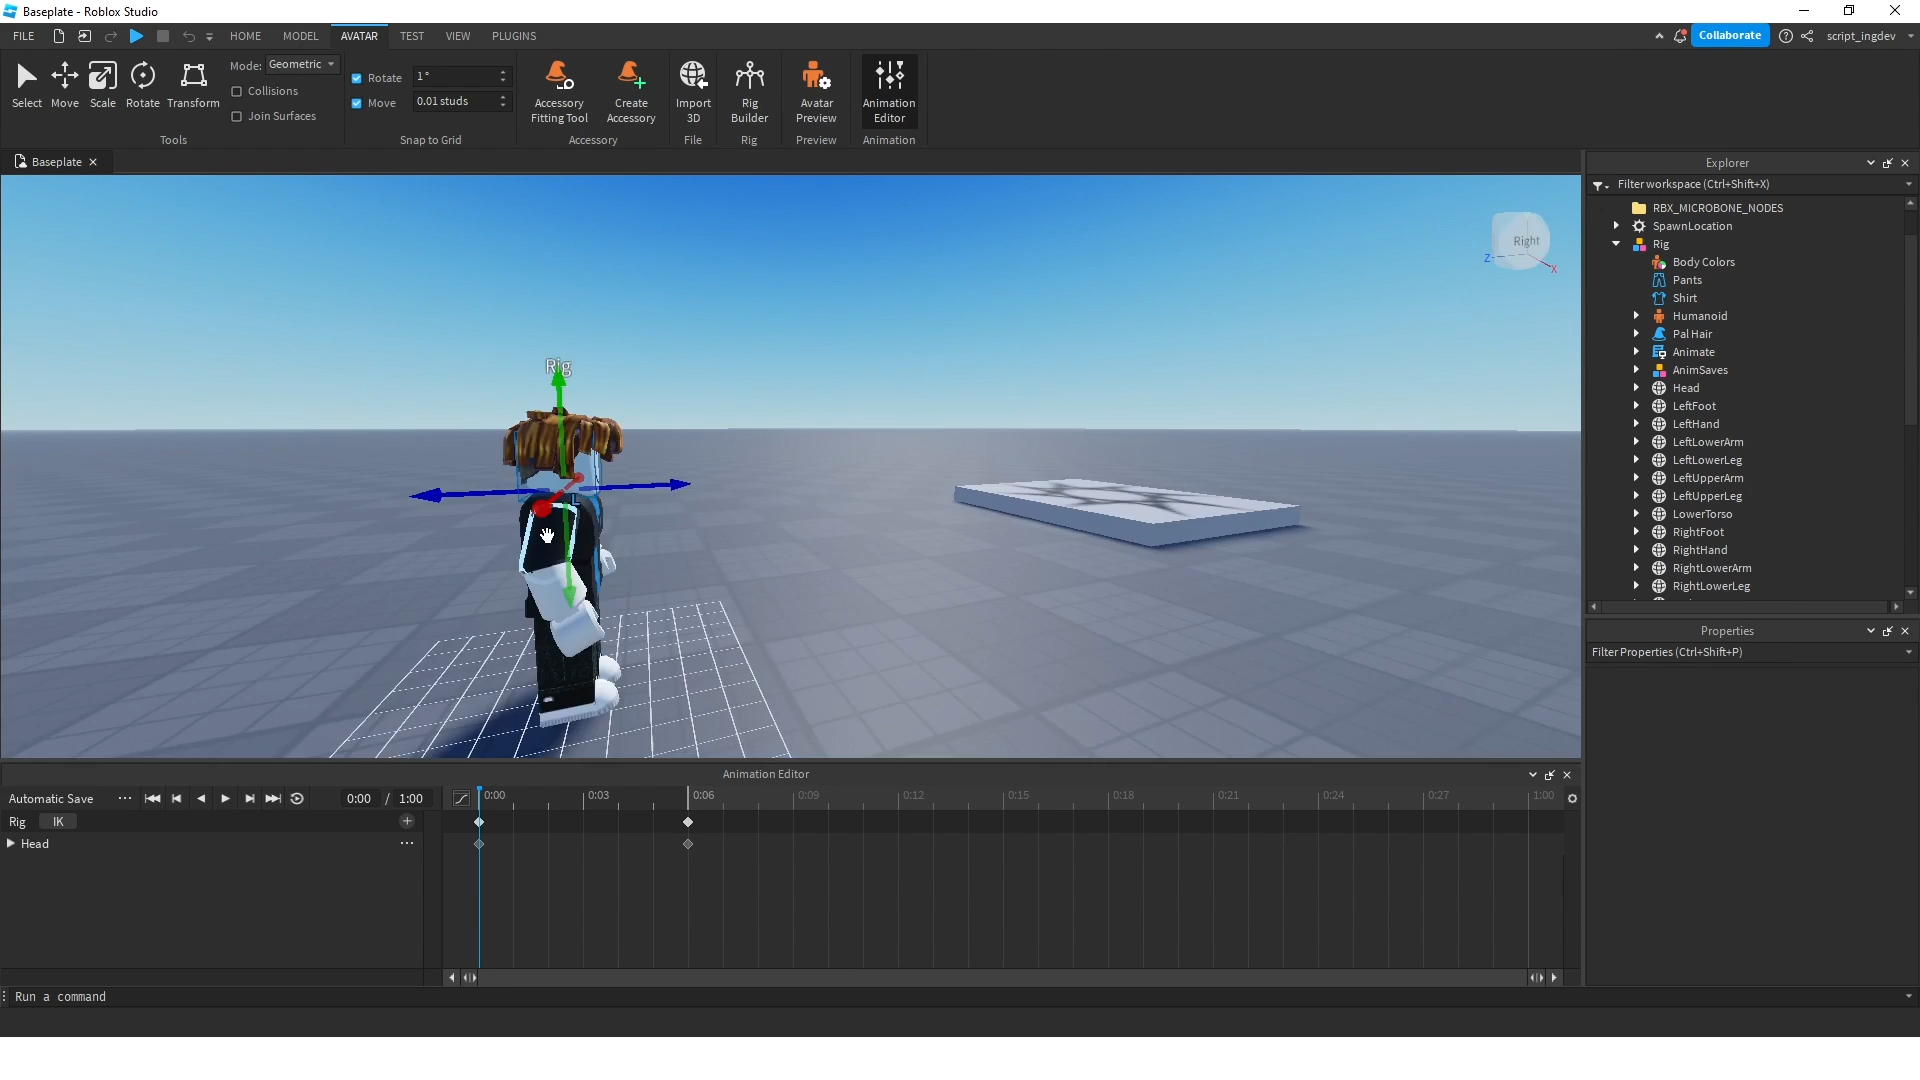 Baseplate - Roblox Studio
FILE HOME MODEL AVATAR TEST VIEW PLUGINS Collaborate script_ingdev
Select Move Scale Rotate Transform
Mode: Geometric
Collisions
Join Surfaces
Tools
Rotate 1°
Move 0.01 studs
Snap to Grid
Accessory Fitting Tool
Create Accessory
Accessory
Import 3D
File
Rig Builder
Rig
Avatar Preview
Preview
Animation Editor
Animation
Baseplate
Right
Z
X
Rig
Explorer
Filter workspace (Ctrl+Shift+X)
RBX_MICROBONE_NODES
SpawnLocation
Rig
Body Colors
Pants
Shirt
Humanoid
Pal Hair
Animate
AnimSaves
Head
LeftFoot
LeftHand
LeftLowerArm
LeftLowerLeg
LeftUpperArm
LeftUpperLeg
LowerTorso
RightFoot
RightHand
RightLowerArm
RightLowerLeg
Properties
Filter Properties (Ctrl+Shift+P)
Animation Editor
Automatic Save 0:00 / 1:00
0:00 0:03 0:06 0:09 0:12 0:15 0:18 0:21 0:24 0:27 1:00
Rig IK
Head
Run a command